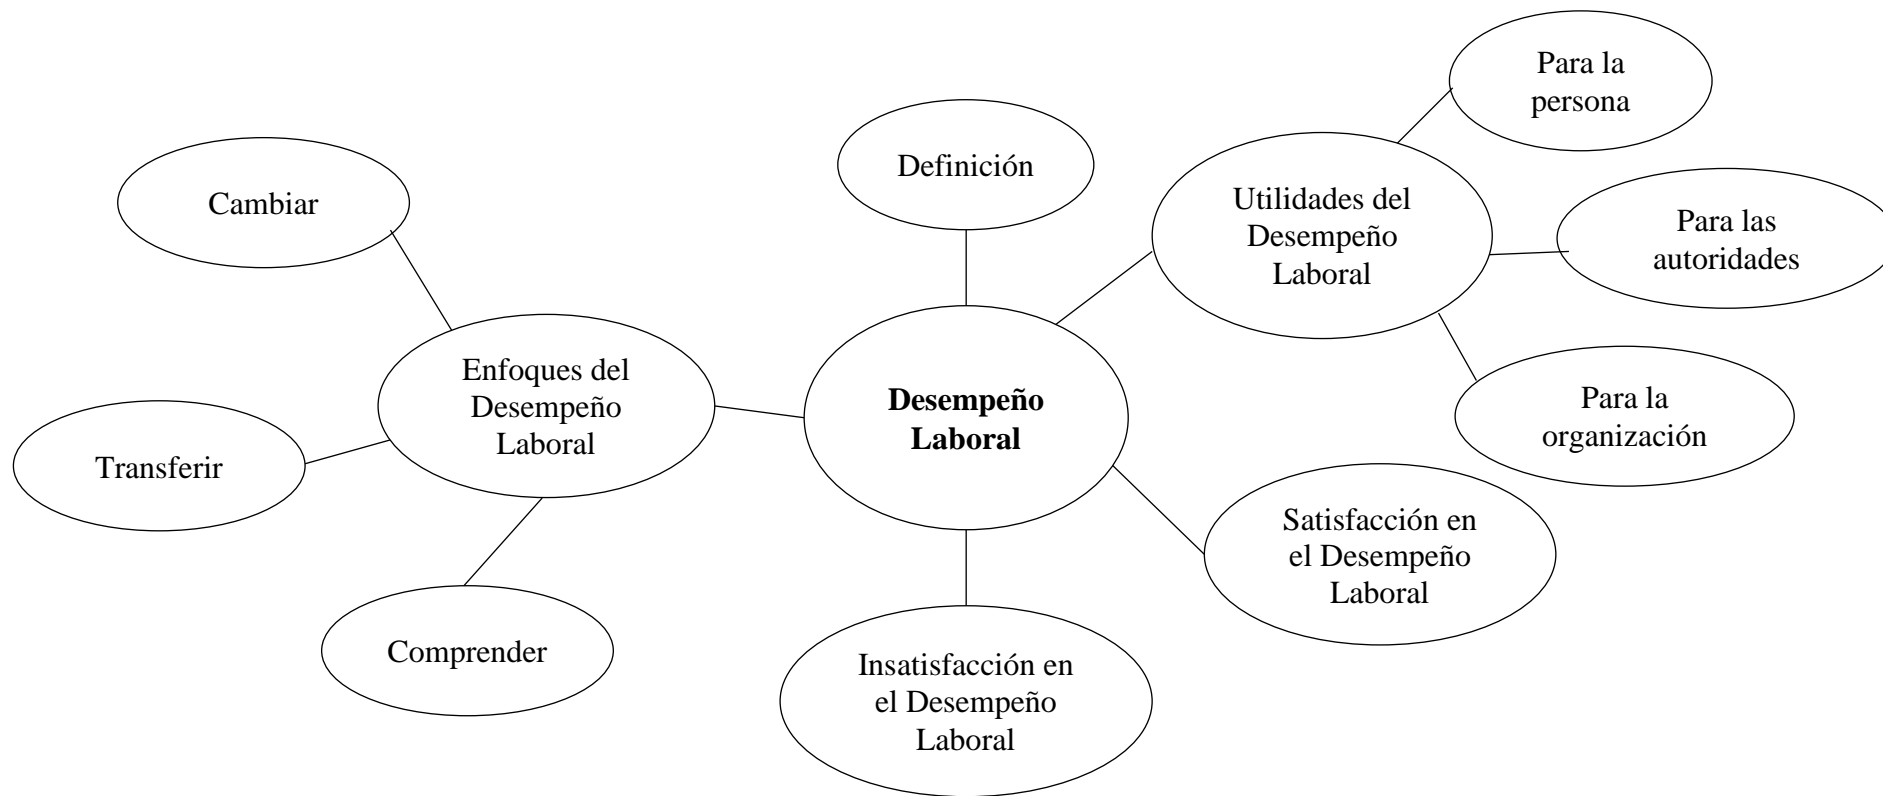 Para la
persona
Definición
Utilidades del
Desempeño
Laboral
Cambiar
Para las
autoridades
Enfoques del
Desempeño
Laboral
Desempeño
Laboral
Para la
organización
Transferir
Satisfacción en
el Desempeño
Laboral
Comprender
Insatisfacción en
el Desempeño
Laboral